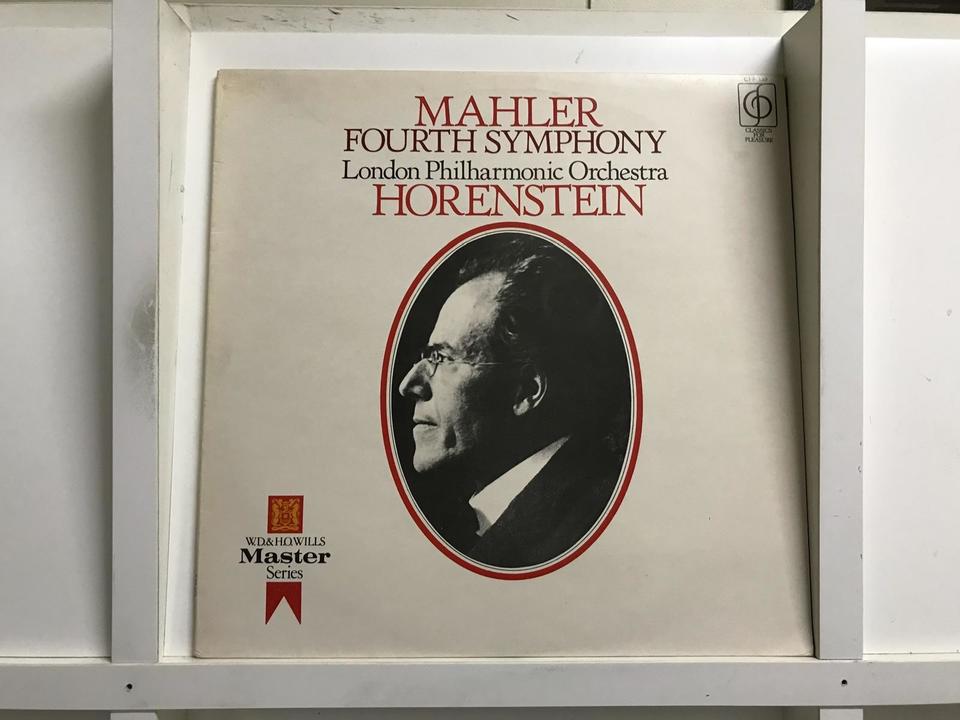 MAHLER
FOURTH SYMPHONY
London Philharmonic Orchestra
HORENSTEIN
CLASSICS
FOR
PLEASURE
W.D.&H.O.WILLS
Master
Series